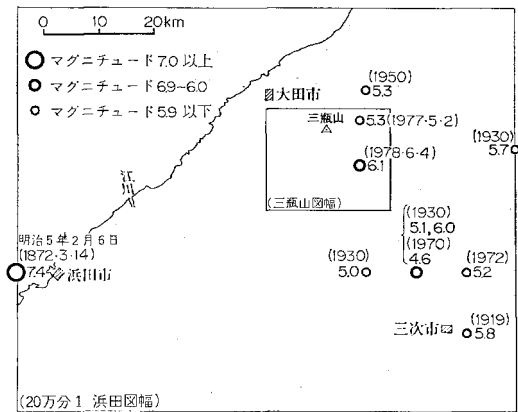 0 10 20km
マグニチュード7.0以上
マグニチュード6.9~6.0
マグニチュード5.9以下
(1950)
5.3
大田市
三瓶山
5.3(1977·5·2)
(1930)
5.7
(1978·6·4)
6.1
(三瓶山図幅)
江川
明治5年2月6日
(1872·3·14)
7.4
浜田市
(1930)
5.1,6.0
(1970)
4.6
(1930)
5.0
(1972)
5.2
(1919)
5.8
三次市
(20万分1 浜田図幅)